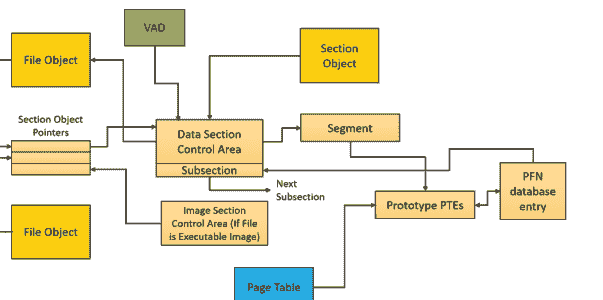 VAD
File Object
Section
Object
Section Object
Pointers
Data Section
Control Area
Segment
Subsection
Next
Subsection
PFN
database
entry
Prototype PTEs
Image Section
Control Area (If File
is Executable Image)
File Object
Page Table